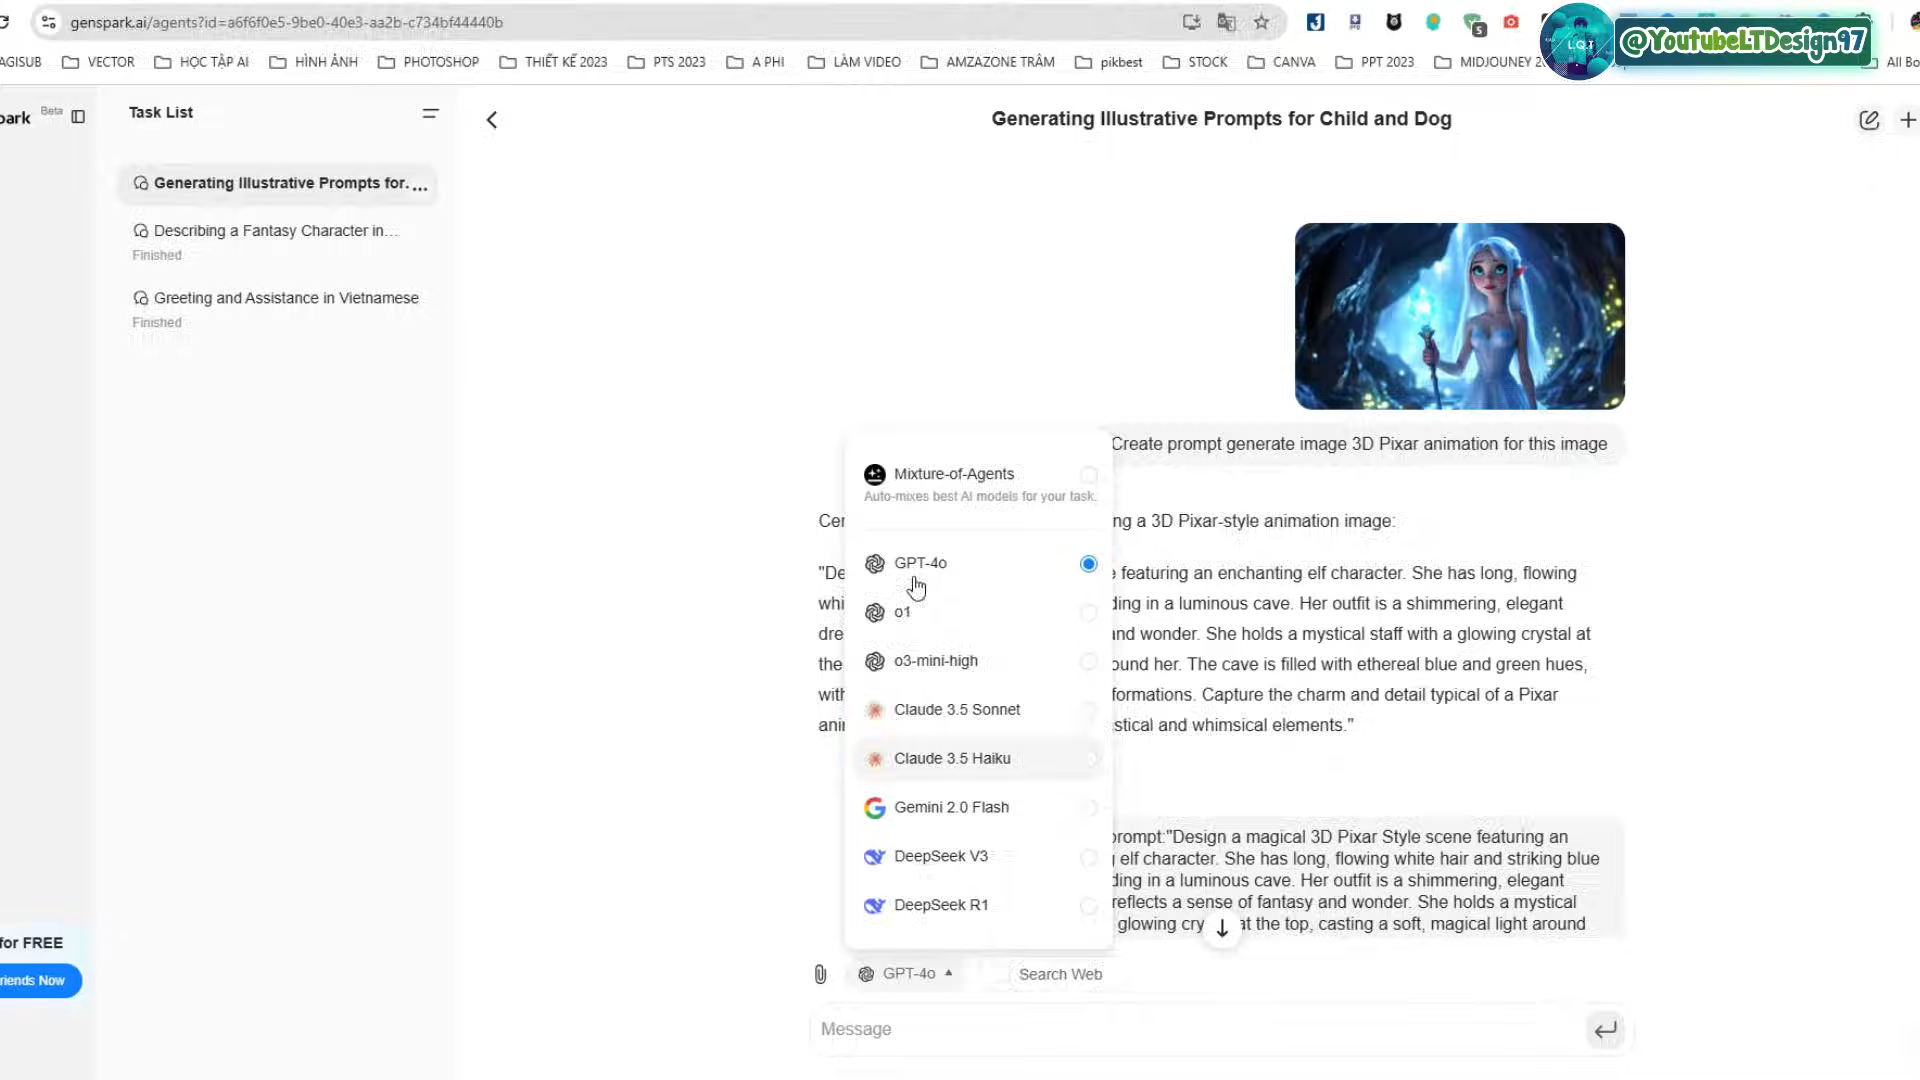 genspark.ai/agents?id=a6f6f0e5-9be0-40e3-aa2b-c734bf44440b
@YoutubeLTDesign97
L.Q.T
AGISUB VECTOR HỌC TẬP AI HÌNH ẢNH PHOTOSHOP THIẾT KẾ 2023 PTS 2023 A PHI LÀM VIDEO AMZAZONE TRÂM pikbest STOCK CANVA PPT 2023 MIDJOUNEY 2 All Bo
park Beta
Task List
Generating Illustrative Prompts for Child and Dog
Generating Illustrative Prompts for. ...
Describing a Fantasy Character in...
Finished
Greeting and Assistance in Vietnamese
Finished
Create prompt generate image 3D Pixar animation for this image
Mixture-of-Agents
Auto-mixes best AI models for your task.
GPT-4o
o1
o3-mini-high
Claude 3.5 Sonnet
Claude 3.5 Haiku
Gemini 2.0 Flash
DeepSeek V3
DeepSeek R1
Cer ng a 3D Pixar-style animation image:
"De e featuring an enchanting elf character. She has long, flowing
whi ding in a luminous cave. Her outfit is a shimmering, elegant
dre and wonder. She holds a mystical staff with a glowing crystal at
the ound her. The cave is filled with ethereal blue and green hues,
with formations. Capture the charm and detail typical of a Pixar
anir stical and whimsical elements."
prompt:"Design a magical 3D Pixar Style scene featuring an
elf character. She has long, flowing white hair and striking blue
ding in a luminous cave. Her outfit is a shimmering, elegant
reflects a sense of fantasy and wonder. She holds a mystical
glowing cry at the top, casting a soft, magical light around
for FREE
riends Now
GPT-4o Search Web
Message